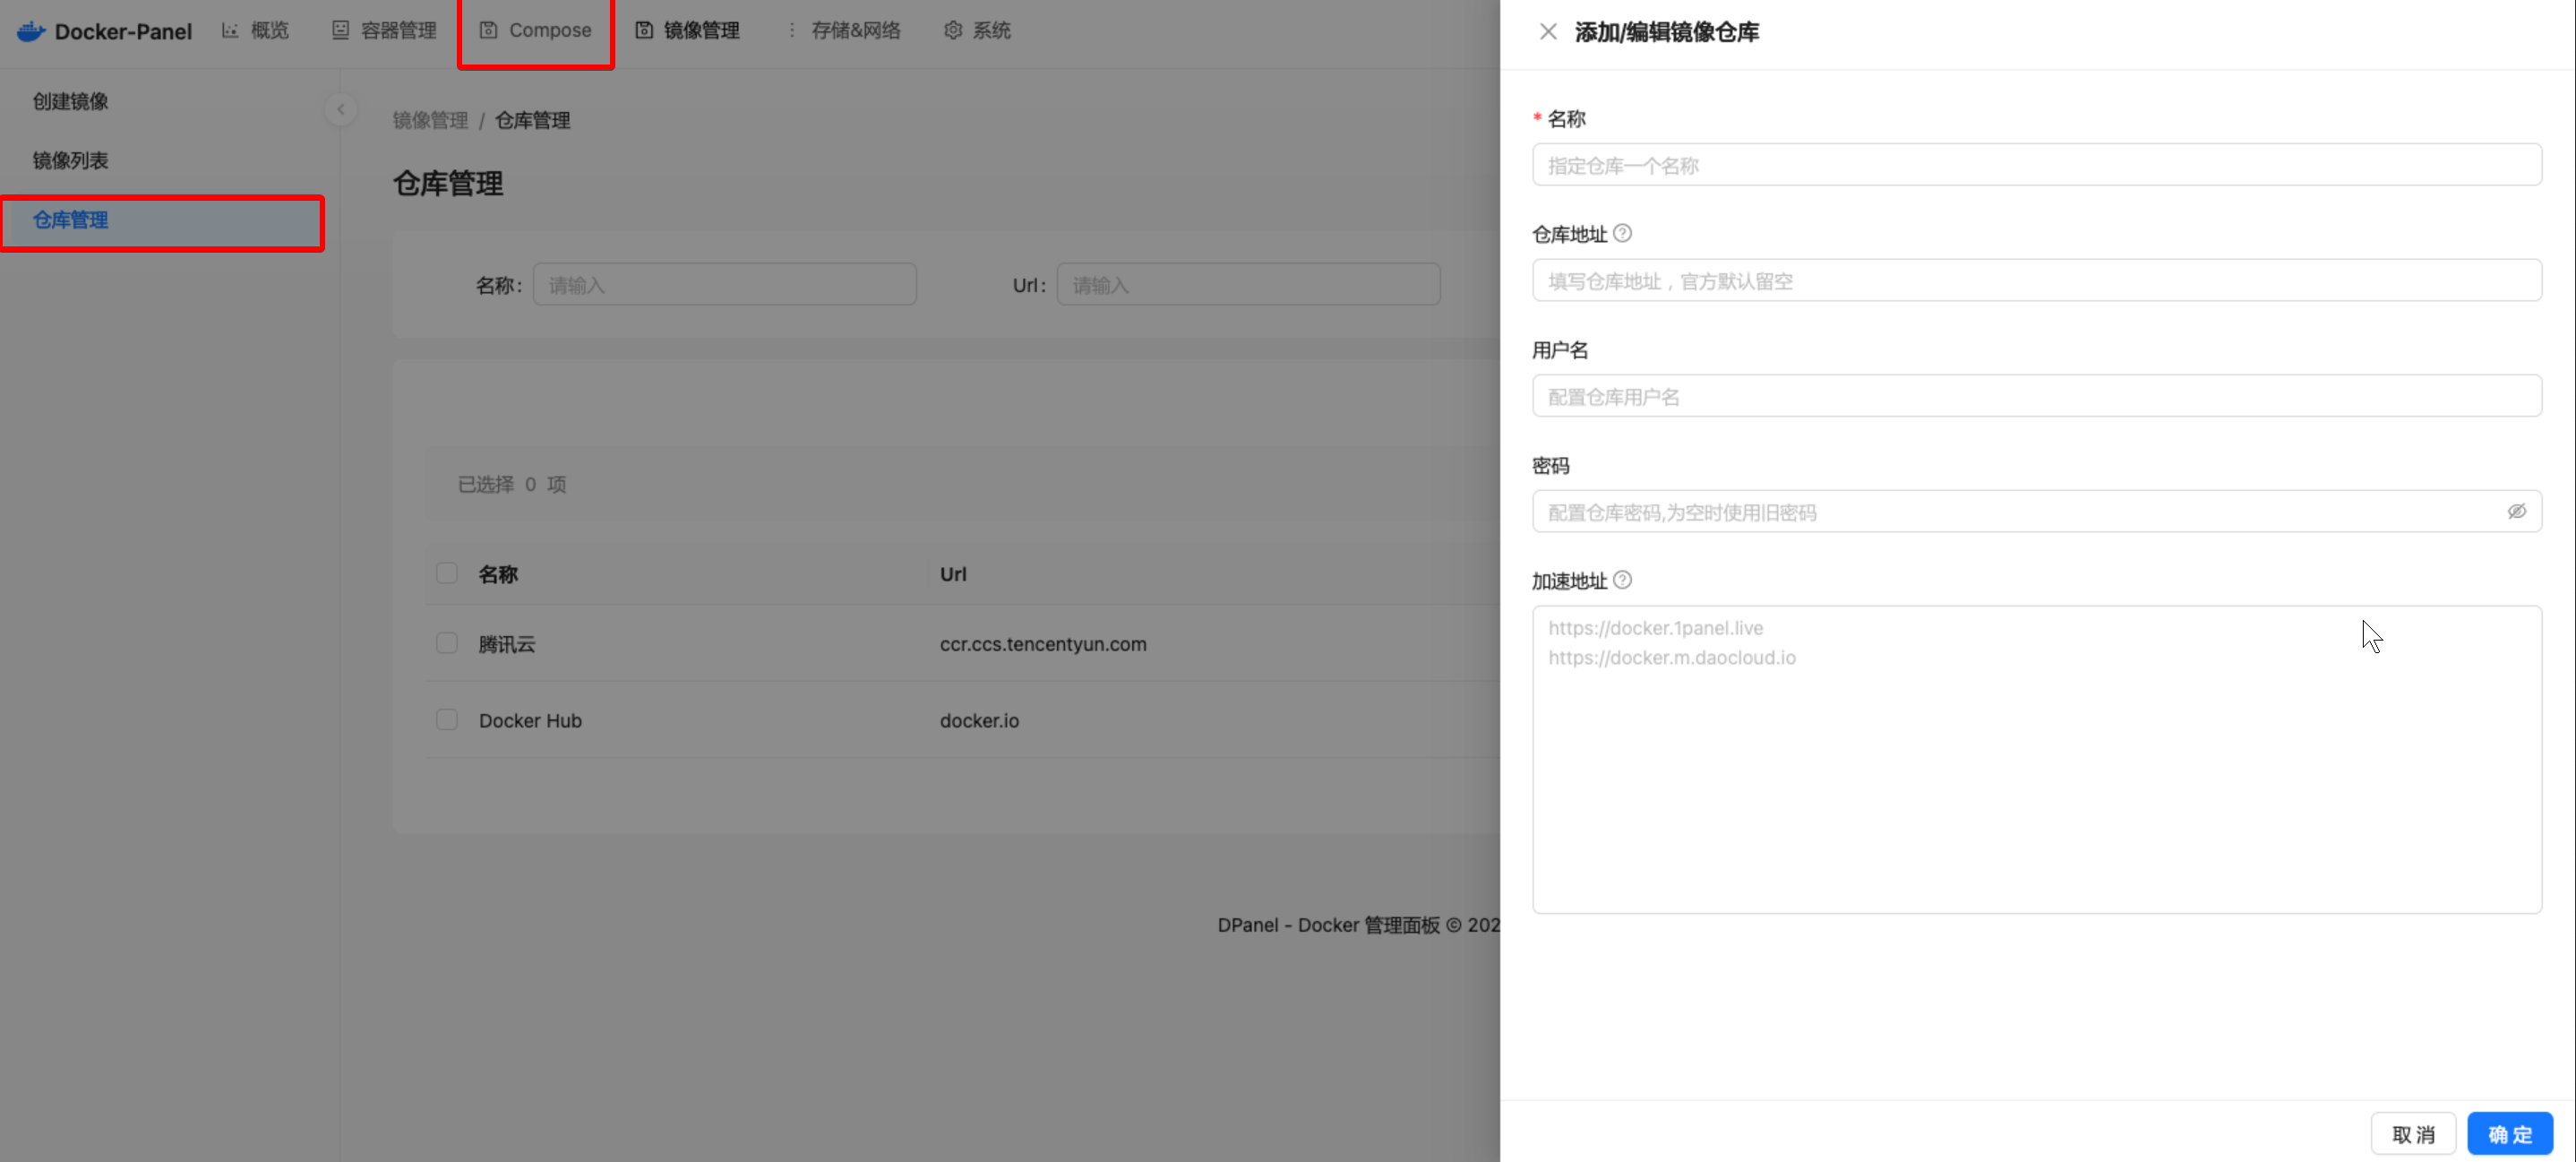 Docker-Panel 概览 容器管理 Compose 镜像管理 存储&网络 系统
创建镜像
镜像列表
仓库管理
镜像管理 / 仓库管理
仓库管理
名称: 请输入 Url: 请输入
已选择 0 项
名称 Url
腾讯云 ccr.ccs.tencentyun.com
Docker Hub docker.io
DPanel - Docker 管理面板 © 202
添加/编辑镜像仓库
* 名称
指定仓库一个名称
仓库地址
填写仓库地址，官方默认留空
用户名
配置仓库用户名
密码
配置仓库密码,为空时使用旧密码
加速地址
https://docker.1panel.live
https://docker.m.daocloud.io
取 消 确 定